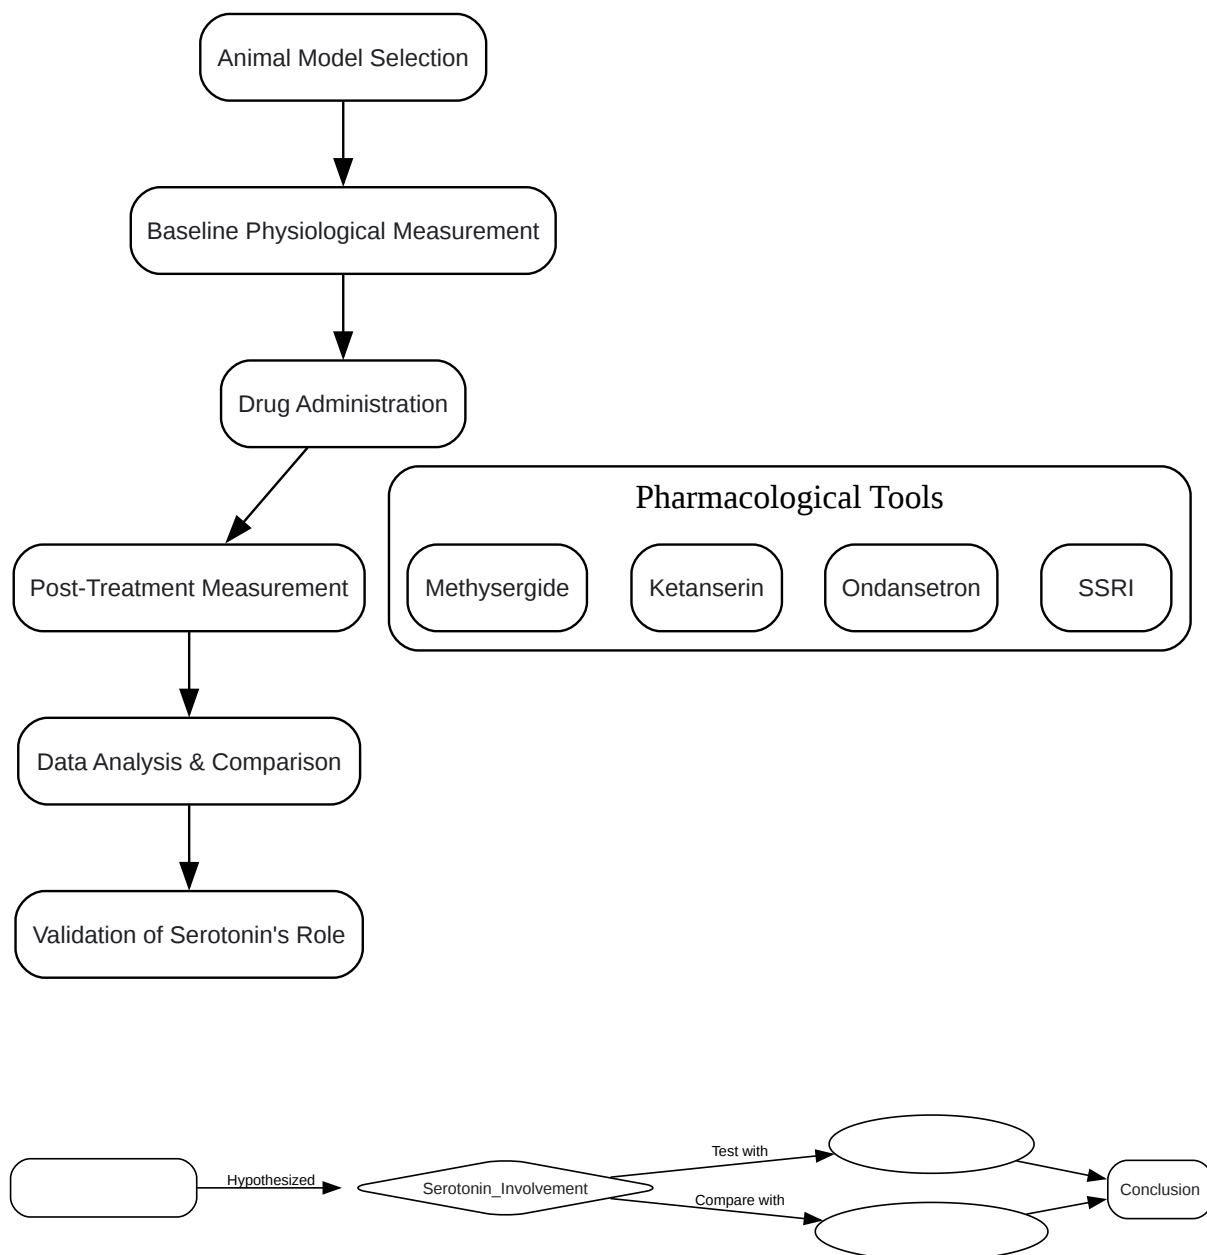 Animal Model Selection
Baseline Physiological Measurement
Drug Administration
Pharmacological Tools
Post-Treatment Measurement
Methysergide
Ketanserin
Ondansetron
SSRI
Data Analysis & Comparison
Validation of Serotonin's Role
Hypothesized
Serotonin_Involvement
Test with
Compare with
Conclusion